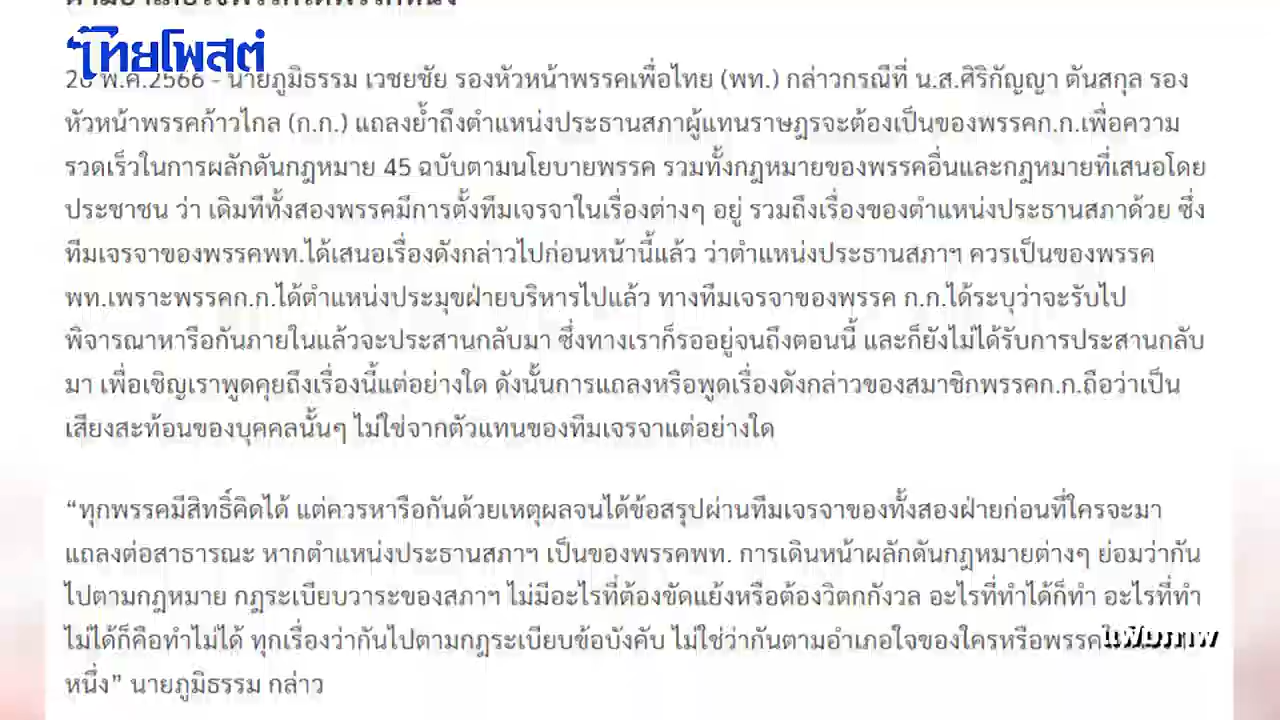 ไทยโพสต์
26 พ.ค.2566 - นายภูมิธรรม เวชยชัย รองหัวหน้าพรรคเพื่อไทย (พท.) กล่าวกรณีที่ น.ส.ศิริกัญญา ตันสกุล รอง
หัวหน้าพรรคก้าวไกล (ก.ก.) แถลงย้ำถึงตำแหน่งประธานสภาผู้แทนราษฎรจะต้องเป็นของพรรคก.ก.เพื่อความ
รวดเร็วในการผลักดันกฎหมาย 45 ฉบับตามนโยบายพรรค รวมทั้งกฎหมายของพรรคอื่นและกฎหมายที่เสนอโดย
ประชาชน ว่า เดิมทีทั้งสองพรรคมีการตั้งทีมเจรจาในเรื่องต่างๆ อยู่ รวมถึงเรื่องของตำแหน่งประธานสภาด้วย ซึ่ง
ทีมเจรจาของพรรคพท.ได้เสนอเรื่องดังกล่าวไปก่อนหน้านี้แล้ว ว่าตำแหน่งประธานสภาฯ ควรเป็นของพรรค
พท.เพราะพรรคก.ก.ได้ตำแหน่งประมุขฝ่ายบริหารไปแล้ว ทางทีมเจรจาของพรรค ก.ก.ได้ระบุว่าจะรับไป
พิจารณาหารือกันภายในแล้วจะประสานกลับมา ซึ่งทางเราก็รออยู่จนถึงตอนนี้ และก็ยังไม่ได้รับการประสานกลับ
มา เพื่อเชิญเราพูดคุยถึงเรื่องนี้แต่อย่างใด ดังนั้นการแถลงหรือพูดเรื่องดังกล่าวของสมาชิกพรรคก.ก.ถือว่าเป็น
เสียงสะท้อนของบุคคลนั้นๆ ไม่ใช่จากตัวแทนของทีมเจรจาแต่อย่างใด
“ทุกพรรคมีสิทธิ์คิดได้ แต่ควรหารือกันด้วยเหตุผลจนได้ข้อสรุปผ่านทีมเจรจาของทั้งสองฝ่ายก่อนที่ใครจะมา
แถลงต่อสาธารณะ หากตำแหน่งประธานสภาฯ เป็นของพรรคพท. การเดินหน้าผลักดันกฎหมายต่างๆ ย่อมว่ากัน
ไปตามกฎหมาย กฎระเบียบวาระของสภาฯ ไม่มีอะไรที่ต้องขัดแย้งหรือต้องวิตกกังวล อะไรที่ทำได้ก็ทำ อะไรที่ทำ
ไม่ได้ก็คือทำไม่ได้ ทุกเรื่องว่ากันไปตามกฎระเบียบข้อบังคับ ไม่ใช่ว่ากันตามอำเภอใจของใครหรือพรรค
หนึ่ง” นายภูมิธรรม กล่าว